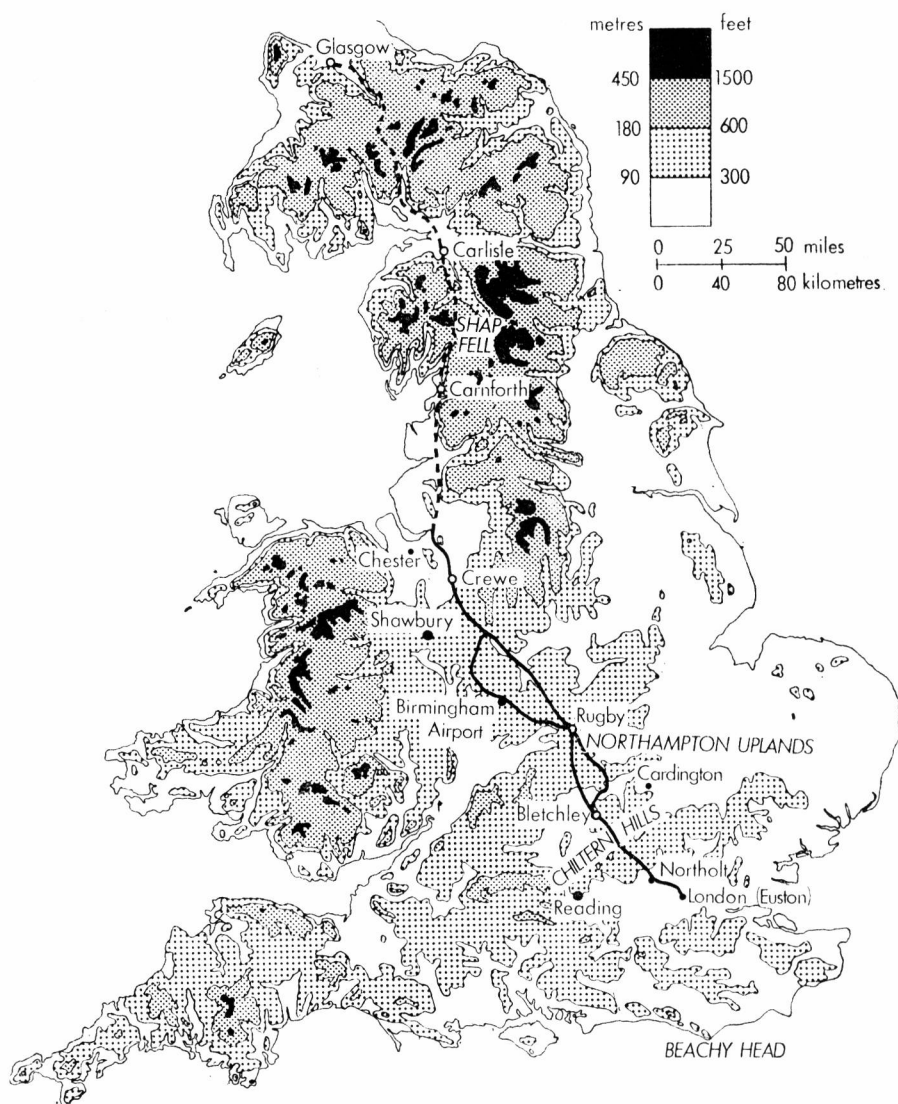 metres feet
450 1500
180 600
90 300
0 25 50 miles
0 40 80 kilometres.
Glasgow
Carlisle
SHAP
FELL
Carnforth
Chester
Crewe
Shawbury
Birmingham
Airport
Rugby
NORTHAMPTON UPLANDS
Cardington
Bletchley
CHILTERN HILLS
Northolt
Reading
London (Euston)
BEACHY HEAD